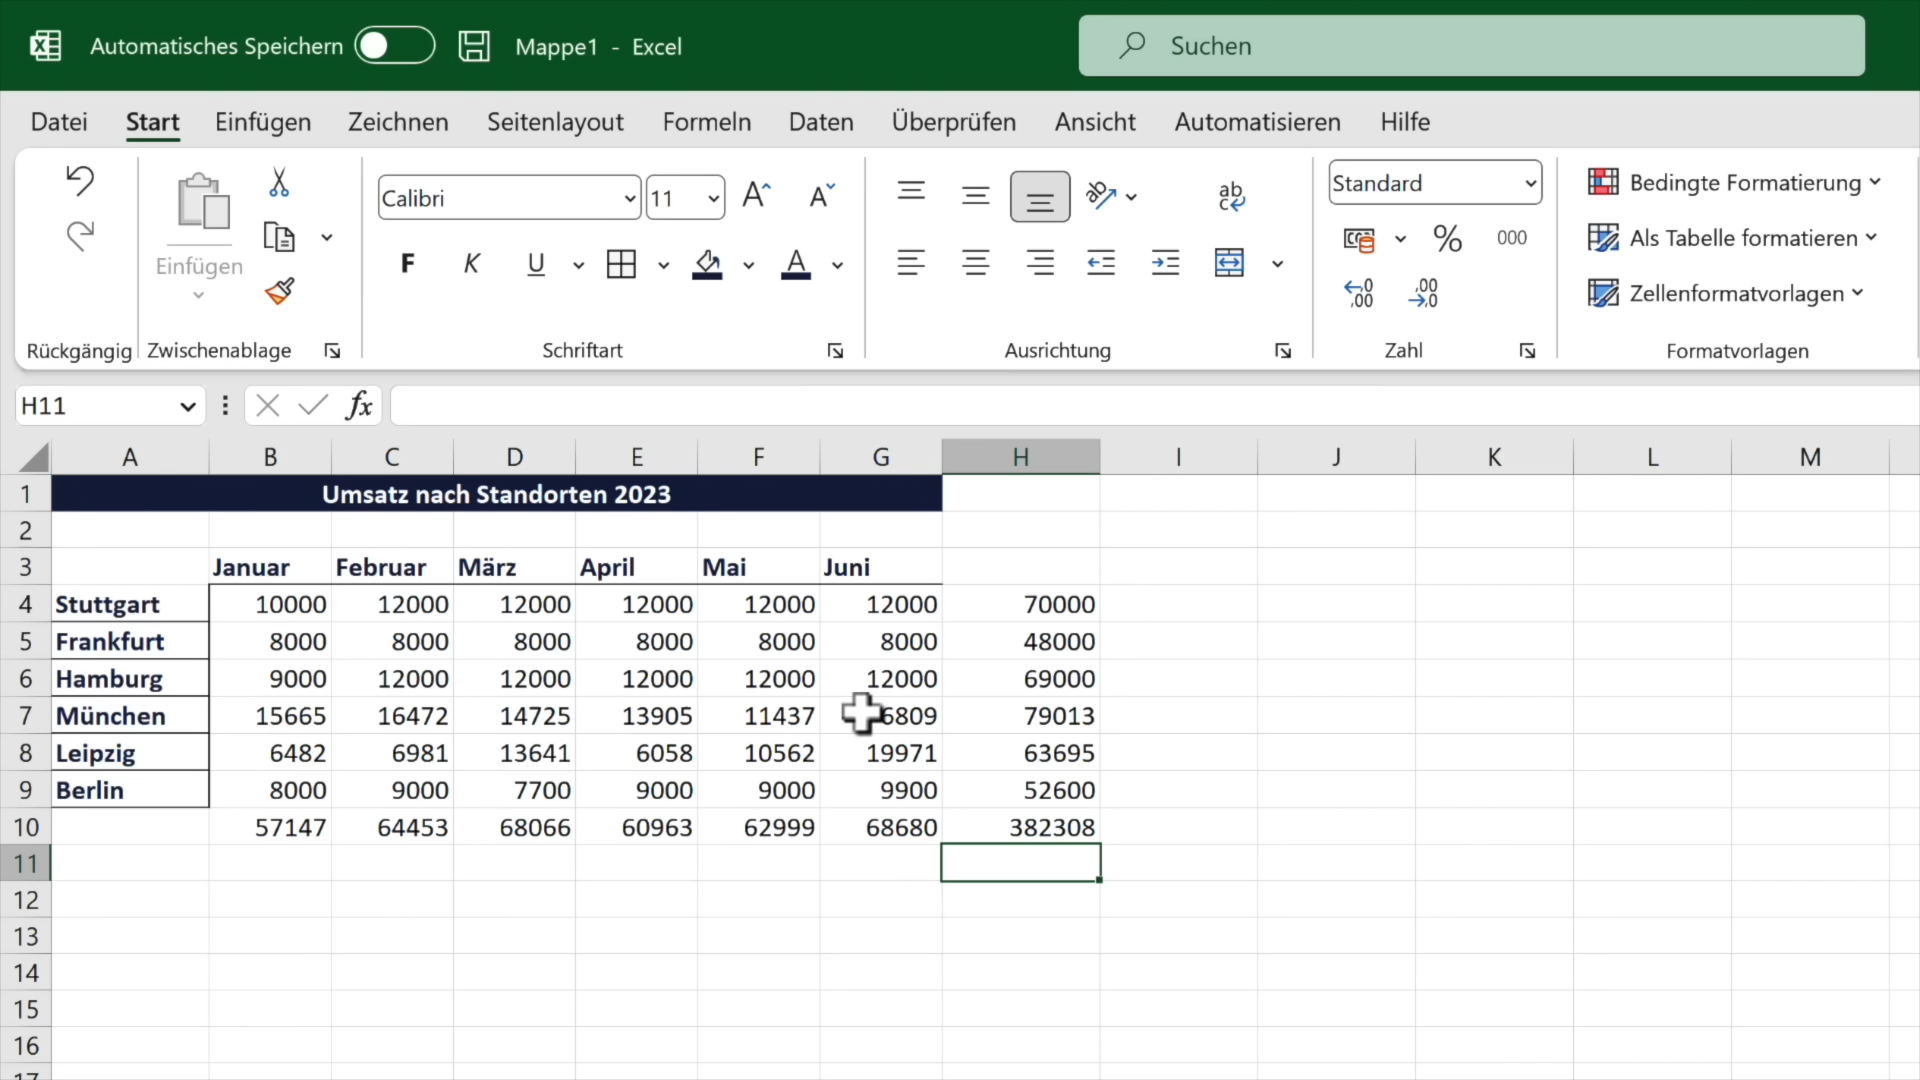 Automatisches Speichern Mappe1 - Excel Suchen
Datei Start Einfügen Zeichnen Seitenlayout Formeln Daten Überprüfen Ansicht Automatisieren Hilfe
Einfügen
Calibri 11
F K U A
ab
Standard
% 000
Bedingte Formatierung
Als Tabelle formatieren
Zellenformatvorlagen
Rückgängig Zwischenablage Schriftart Ausrichtung Zahl Formatvorlagen
H11 fx
A B C D E F G H I J K L M
1 Umsatz nach Standorten 2023
2
3 Januar Februar März April Mai Juni
4 Stuttgart 10000 12000 12000 12000 12000 12000 70000
5 Frankfurt 8000 8000 8000 8000 8000 8000 48000
6 Hamburg 9000 12000 12000 12000 12000 12000 69000
7 München 15665 16472 14725 13905 11437 6809 79013
8 Leipzig 6482 6981 13641 6058 10562 19971 63695
9 Berlin 8000 9000 7700 9000 9000 9900 52600
10 57147 64453 68066 60963 62999 68680 382308
11
12
13
14
15
16